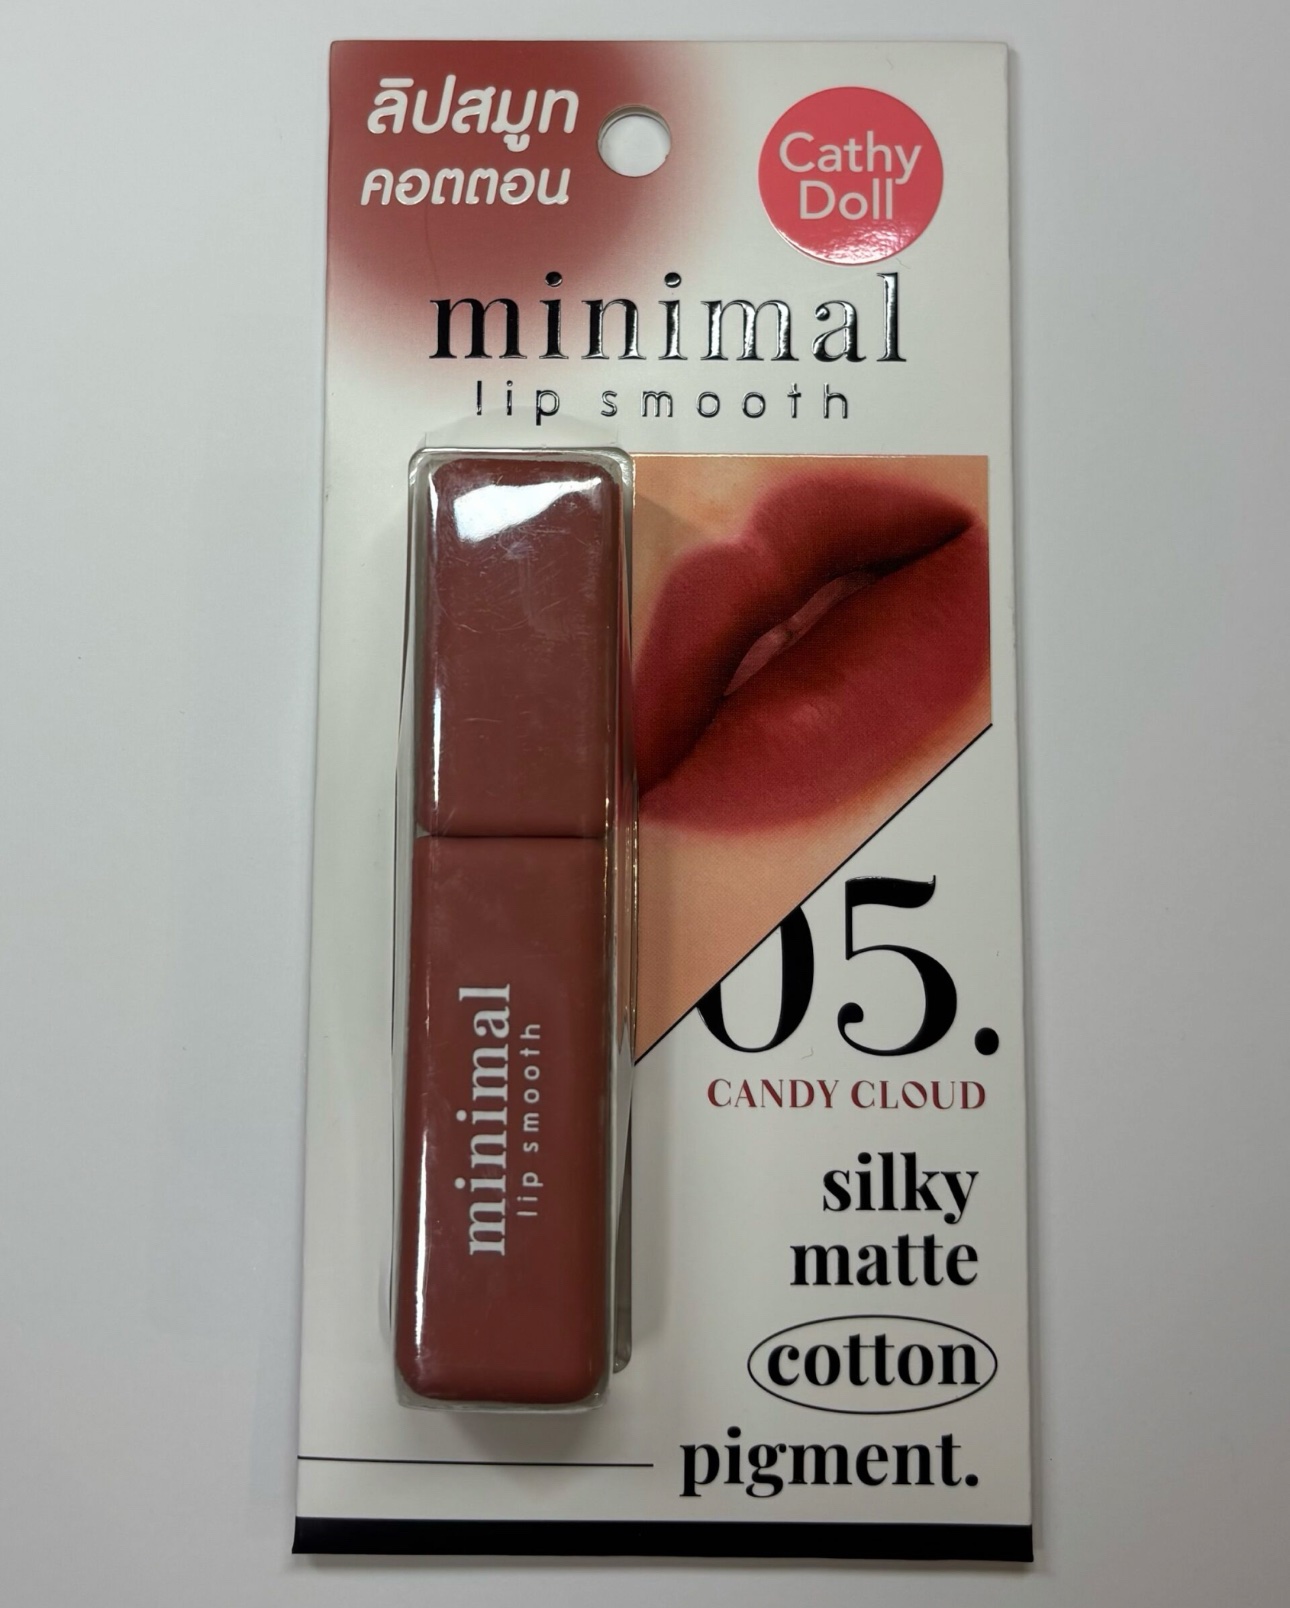 ลิปสมูท
คอตตอน
Cathy
Doll
minimal
lip smooth
minimal
lip smooth
05.
CANDY CLOUD
silky
matte
cotton
pigment.